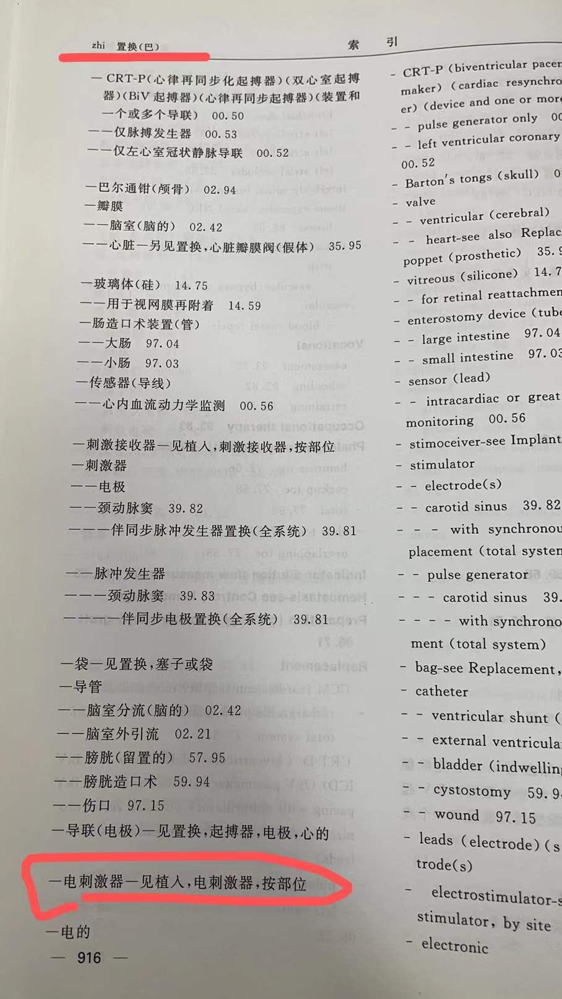 zhi 置换(巴)
索 引
—CRT-P(心律再同步化起搏器)(双心室起搏
器)(BiV起搏器)(心律再同步起搏器)(装置和
一个或多个导联) 00.50
——仅脉搏发生器 00.53
——仅左心室冠状静脉导联 00.52
—巴尔通钳(颅骨) 02.94
—瓣膜
——脑室(脑的) 02.42
——心脏—另见置换,心脏瓣膜阀(假体) 35.95
—玻璃体(硅) 14.75
——用于视网膜再附着 14.59
—肠造口术装置(管)
——大肠 97.04
——小肠 97.03
—传感器(导线)
——心内血流动力学监测 00.56
—刺激接收器—见植入,刺激接收器,按部位
—刺激器
——电极
——颈动脉窦 39.82
———伴同步脉冲发生器置换(全系统) 39.81
——脉冲发生器
———颈动脉窦 39.83
————伴同步电极置换(全系统) 39.81
—袋—见置换,塞子或袋
—导管
——脑室分流(脑的) 02.42
——脑室外引流 02.21
——膀胱(留置的) 57.95
——膀胱造口术 59.94
——伤口 97.15
—导联(电极)—见置换,起搏器,电极,心的
—电刺激器—见植入,电刺激器,按部位
—电的
— 916 —
- CRT-P (biventricular pacem
maker) (cardiac resynchro
er) (device and one or more
- - pulse generator only
- - left ventricular coronary
00.52
- Barton's tongs (skull)
- valve
- - ventricular (cerebral)
- - heart-see also Replac
poppet (prosthetic) 35.9
- vitreous (silicone) 14.7
- - for retinal reattachmen
- enterostomy device (tube
- - large intestine 97.04
- - small intestine 97.03
- sensor (lead)
- - intracardiac or great
monitoring 00.56
- stimoceiver-see Implant
- stimulator
- - electrode(s)
- - carotid sinus 39.82
- - - with synchronou
placement (total system
- - pulse generator
- - - carotid sinus 39.
- - - - with synchrono
ment (total system)
- bag-see Replacement,
- catheter
- - ventricular shunt (
- - external ventricula
- - bladder (indwelling
- - cystostomy 59.94
- - wound 97.15
- leads (electrode) (s
trode(s)
- electrostimulator-s
stimulator, by site
- electronic